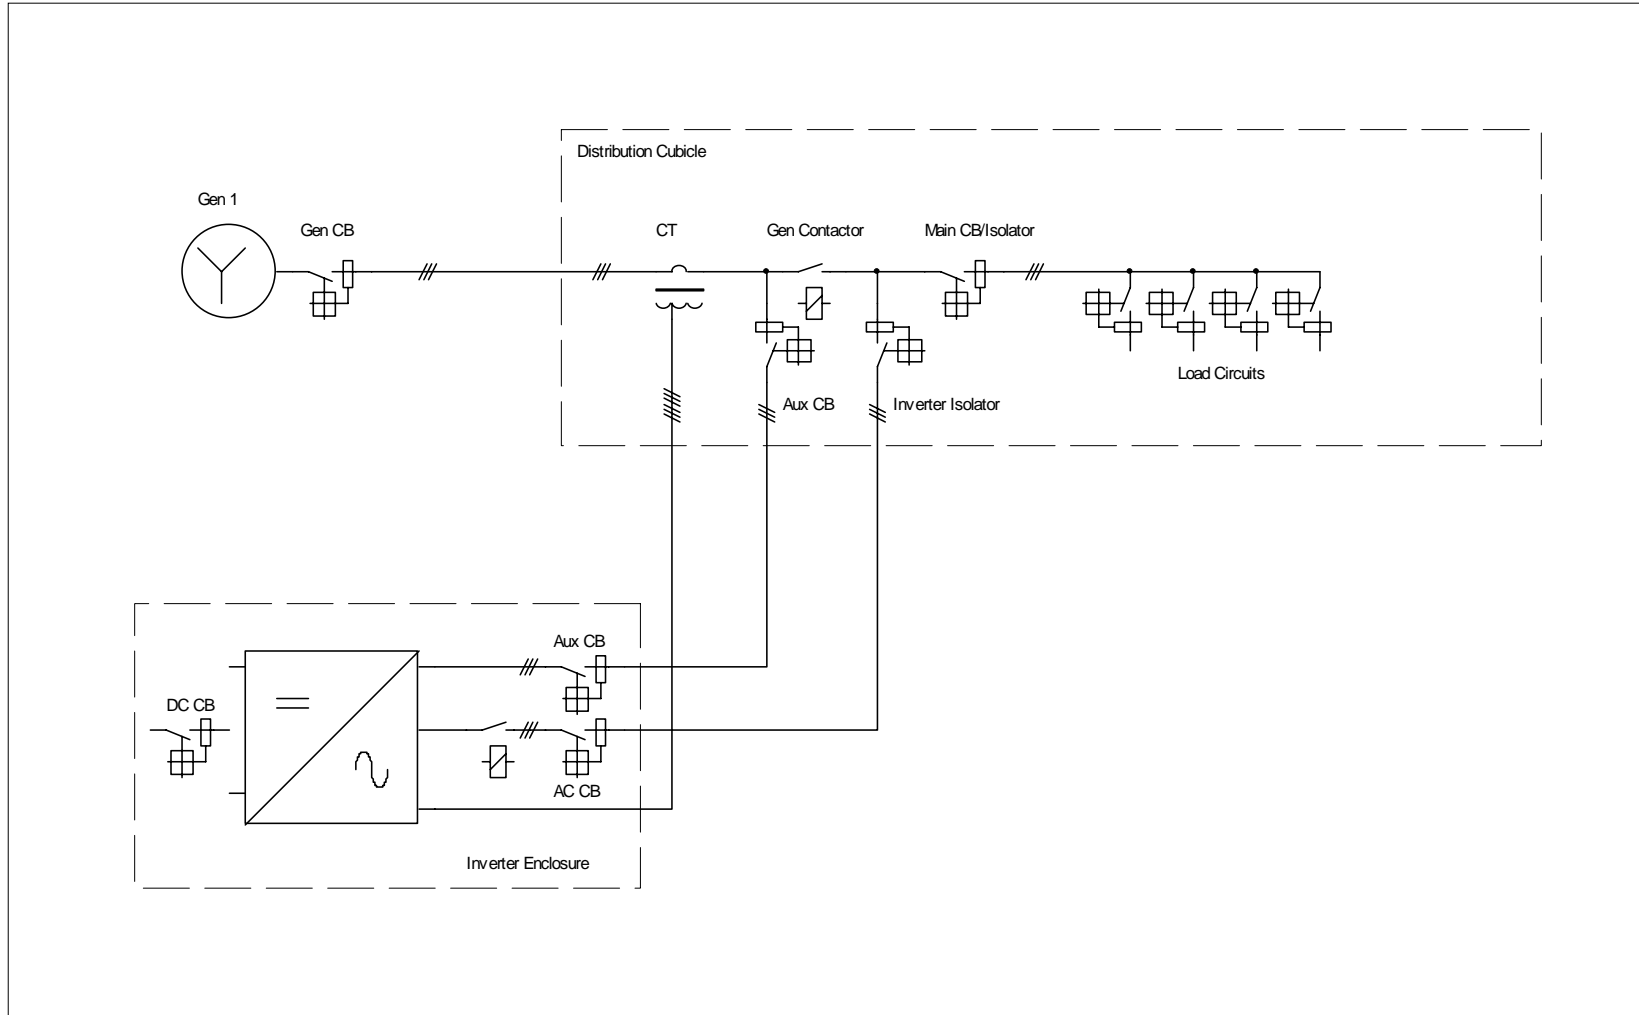 Distribution Cubicle
Gen 1
Gen CB
CT
Gen Contactor
Main CB/Isolator
Load Circuits
Aux CB
Inverter Isolator
Aux CB
DC CB
AC CB
Inverter Enclosure